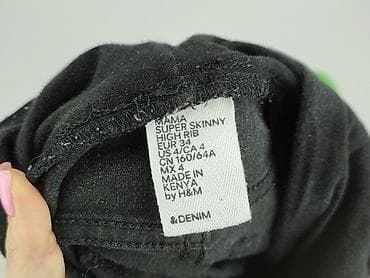 MAMA
SUPER SKINNY
HIGH RIB
EUR 34
US 4/CA 4
CN 160/64A
MX 4
MADE IN
KENYA
by H&M
&DENIM